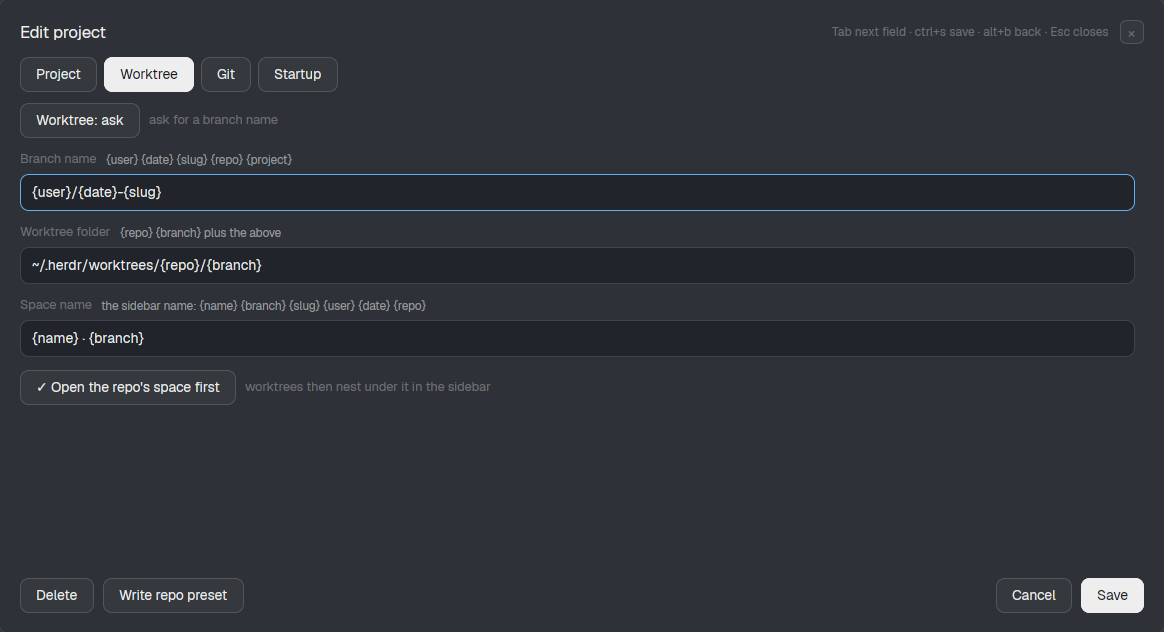 Edit project
Tab next field · ctrl+s save · alt+b back · Esc closes ×
Project Worktree Git Startup
Worktree: ask ask for a branch name
Branch name {user} {date} {slug} {repo} {project}
{user}/{date}-{slug}
Worktree folder {repo} {branch} plus the above
~/.herdr/worktrees/{repo}/{branch}
Space name the sidebar name: {name} {branch} {slug} {user} {date} {repo}
{name} · {branch}
✓ Open the repo's space first worktrees then nest under it in the sidebar
Delete Write repo preset Cancel Save